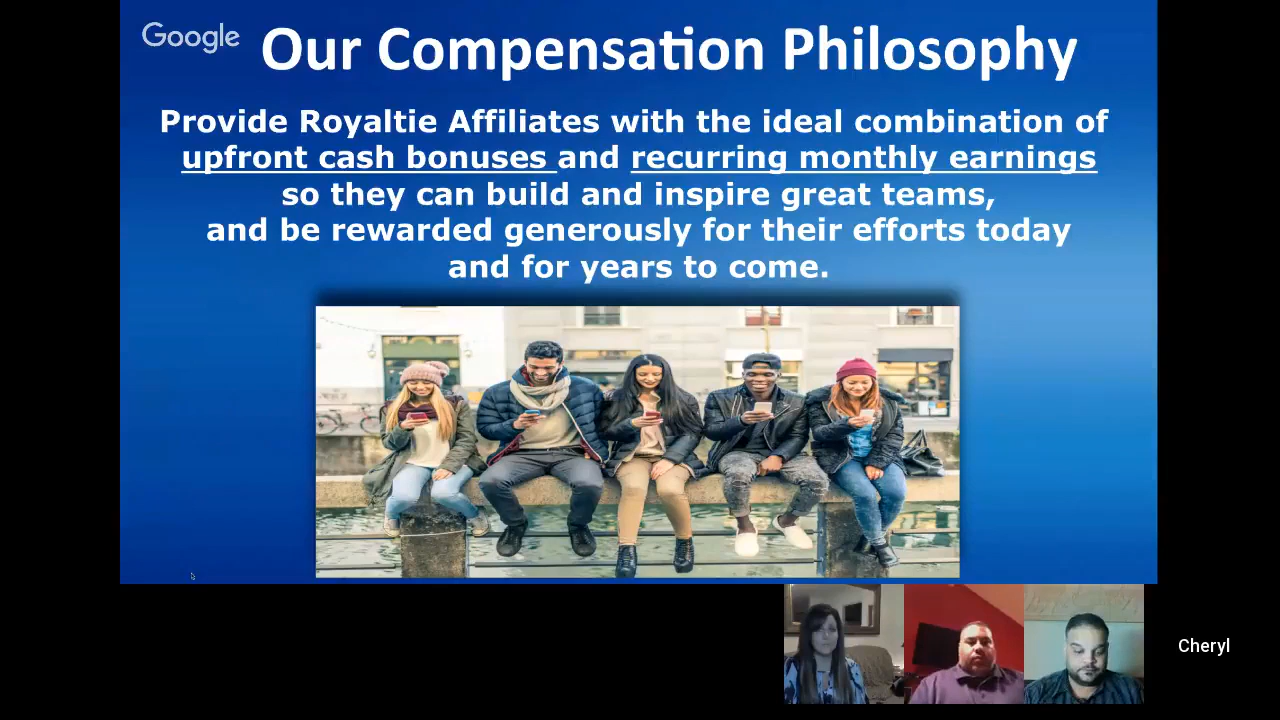 Google
Our Compensation Philosophy
Provide Royaltie Affiliates with the ideal combination of
upfront cash bonuses and recurring monthly earnings
so they can build and inspire great teams,
and be rewarded generously for their efforts today
and for years to come.
Cheryl